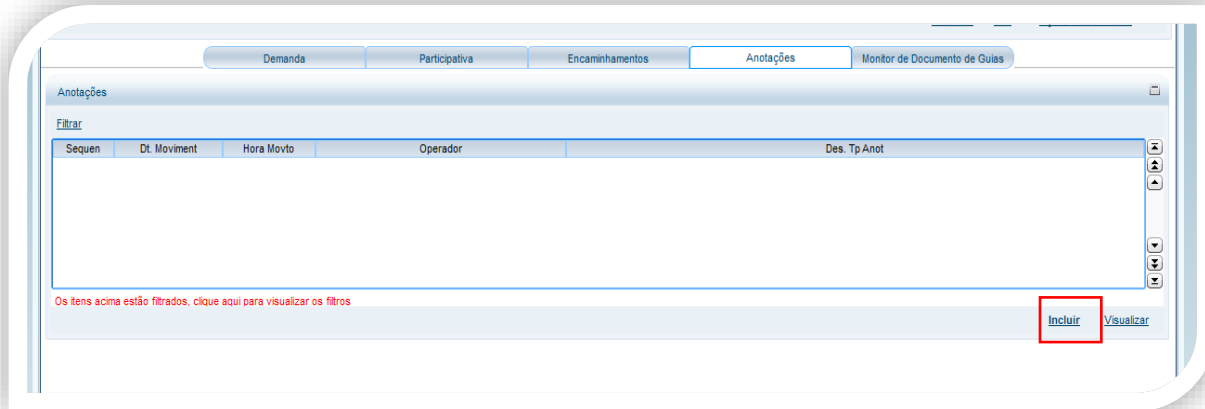 Demanda Participativa Encaminhamentos Anotações Monitor de Documento de Guias
Anotações
Filtrar
Sequen Dt. Moviment Hora Movto Operador Des. Tp Anot
Os itens acima estão filtrados, clique aqui para visualizar os filtros
Incluir Visualizar